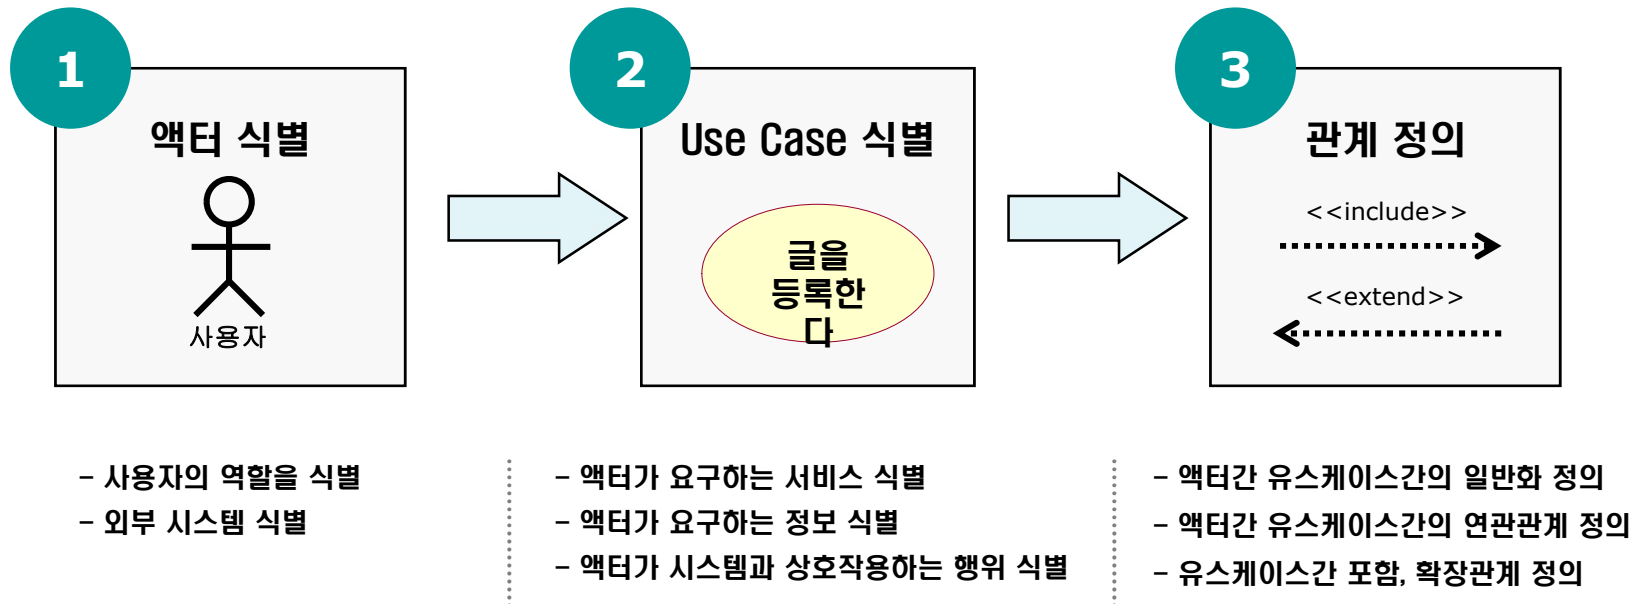 1
액터 식별
사용자
2
Use Case 식별
글을
등록한
다
3
관계 정의
<<include>>
<<extend>>
- 사용자의 역할을 식별
- 외부 시스템 식별
- 액터가 요구하는 서비스 식별
- 액터가 요구하는 정보 식별
- 액터가 시스템과 상호작용하는 행위 식별
- 액터간 유스케이스간의 일반화 정의
- 액터간 유스케이스간의 연관관계 정의
- 유스케이스간 포함, 확장관계 정의